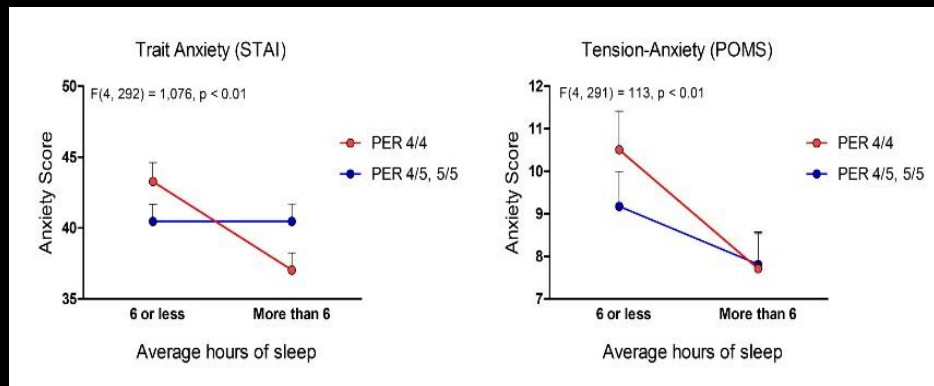 Trait Anxiety (STAI)
F(4, 292) = 1,076, p < 0.01
50
45
40
35
Anxiety Score
PER 4/4
PER 4/5, 5/5
6 or less
More than 6
Average hours of sleep
Tension-Anxiety (POMS)
F(4, 291) = 113, p < 0.01
12
11
10
9
8
7
Anxiety Score
PER 4/4
PER 4/5, 5/5
6 or less
More than 6
Average hours of sleep